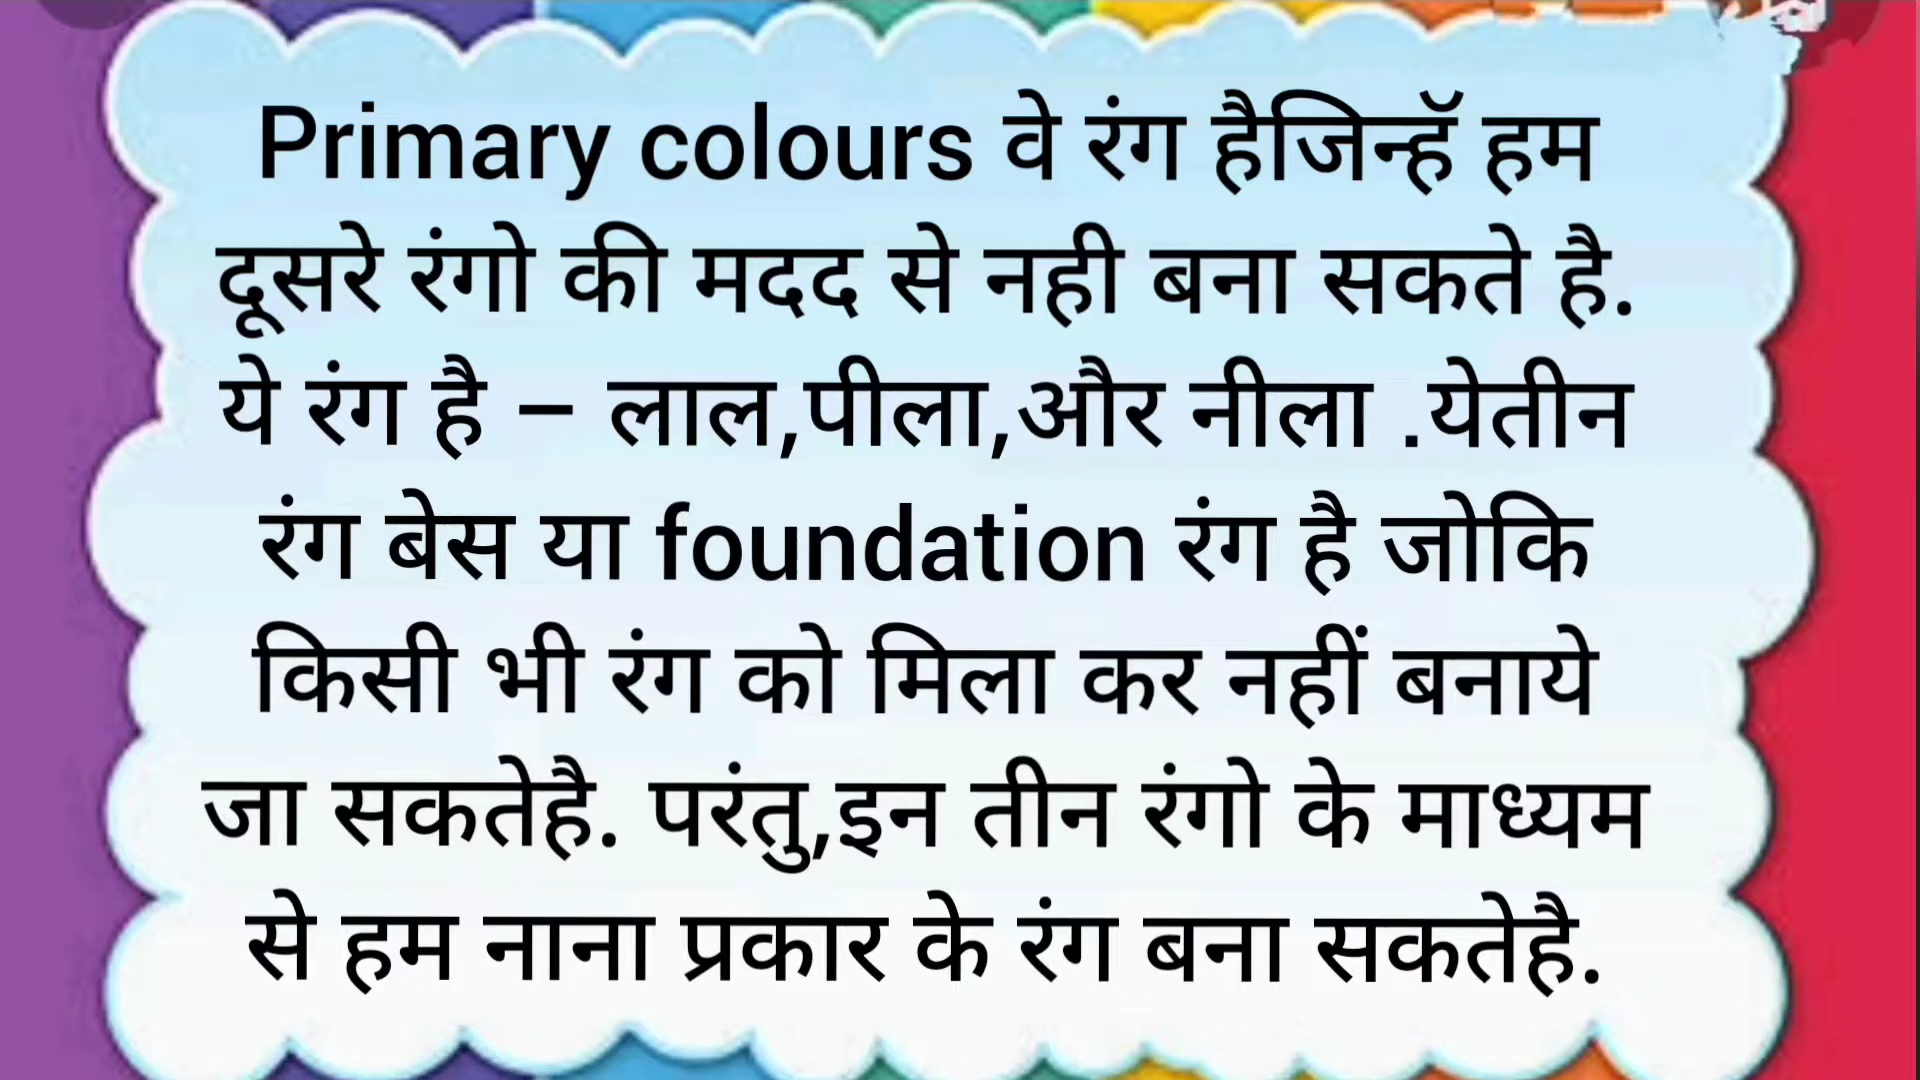 Primary colours वे रंग हैजिन्हॅ हम
दूसरे रंगो की मदद से नही बना सकते है.
ये रंग है – लाल,पीला,और नीला .येतीन
रंग बेस या foundation रंग है जोकि
किसी भी रंग को मिला कर नहीं बनाये
जा सकतेहै. परंतु,इन तीन रंगो के माध्यम
से हम नाना प्रकार के रंग बना सकतेहै.